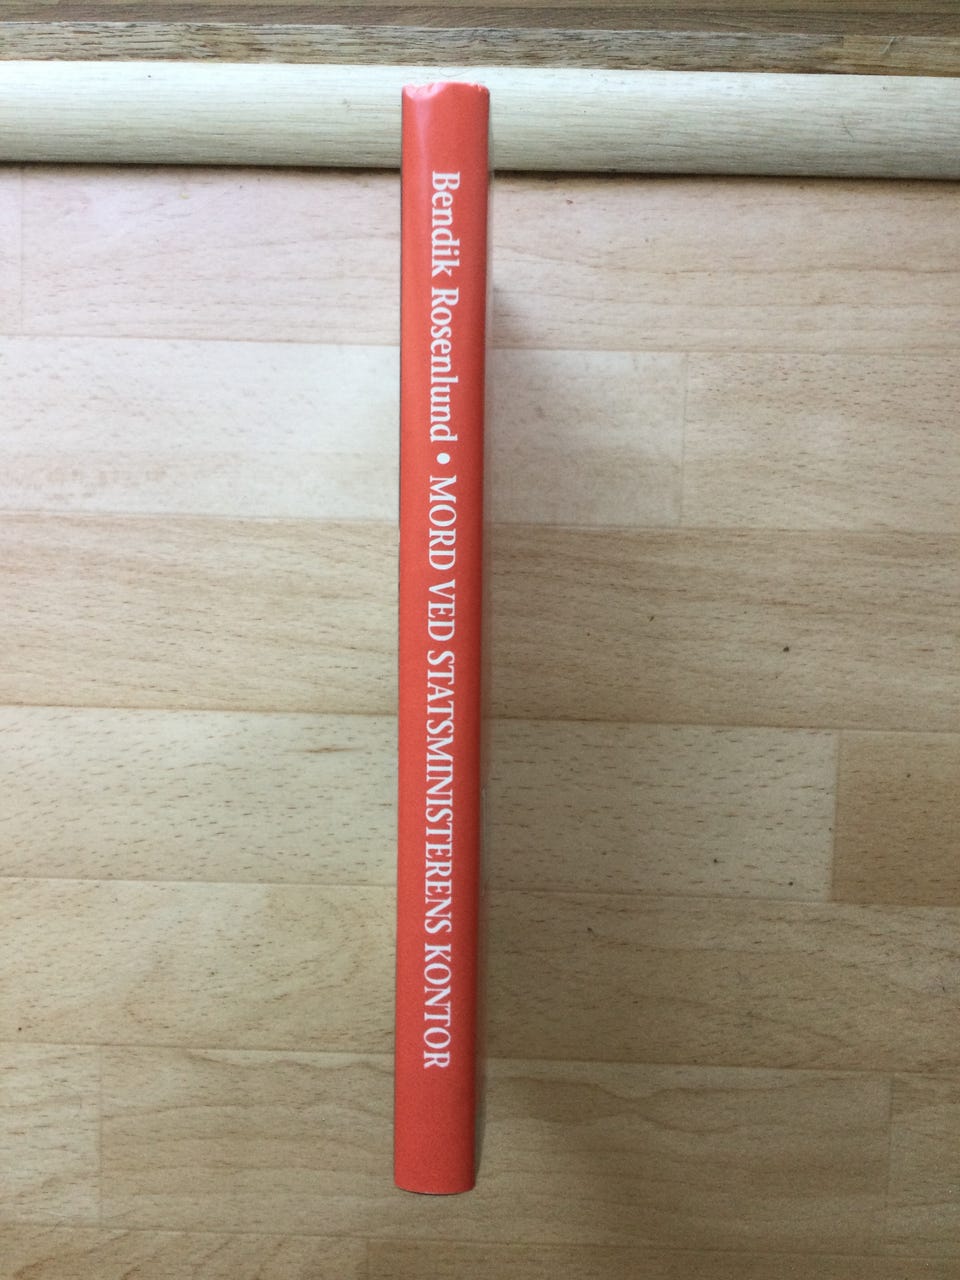 Bendik Rosenlund • MORD VED STATSMINISTERENS KONTOR